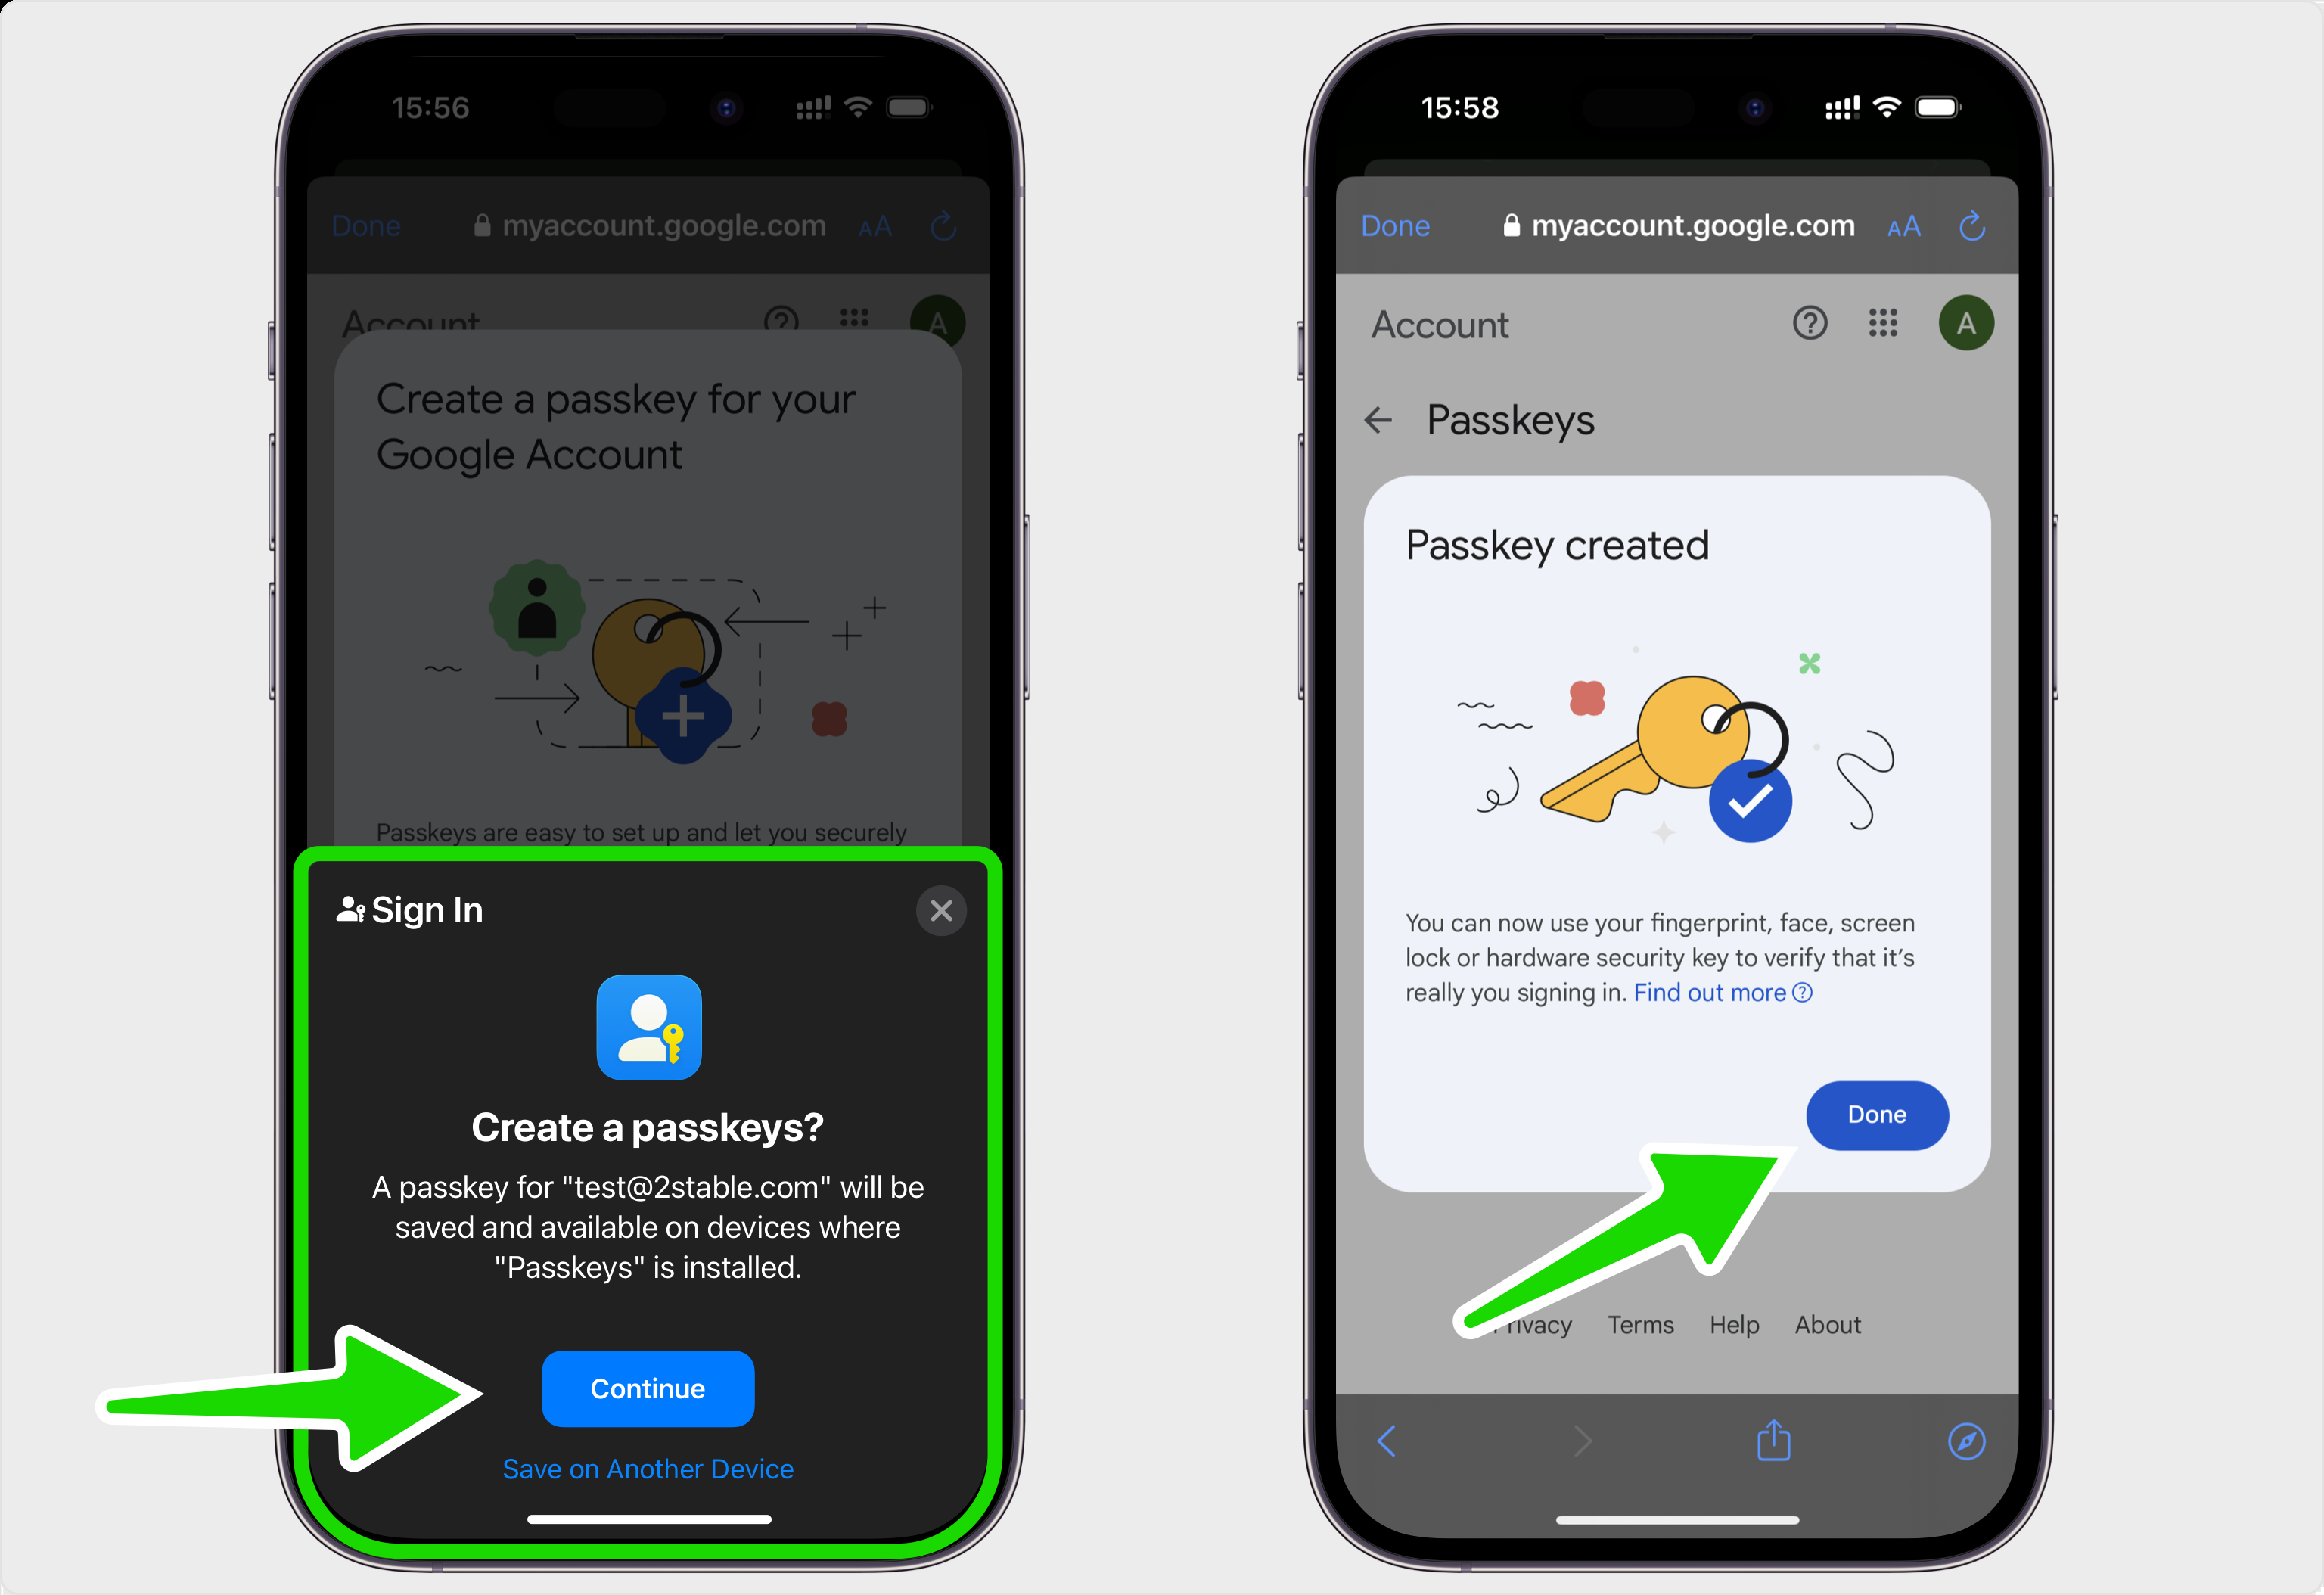 15:56
Done
myaccount.google.com
AA
Account
?
A
Create a passkey for your
Google Account
Passkeys are easy to set up and let you securely
Sign In
Create a passkeys?
A passkey for "test@2stable.com" will be
saved and available on devices where
"Passkeys" is installed.
Continue
Save on Another Device
15:58
Done
myaccount.google.com
AA
Account
?
A
Passkeys
Passkey created
You can now use your fingerprint, face, screen
lock or hardware security key to verify that it's
really you signing in. Find out more ?
Done
Privacy Terms Help About